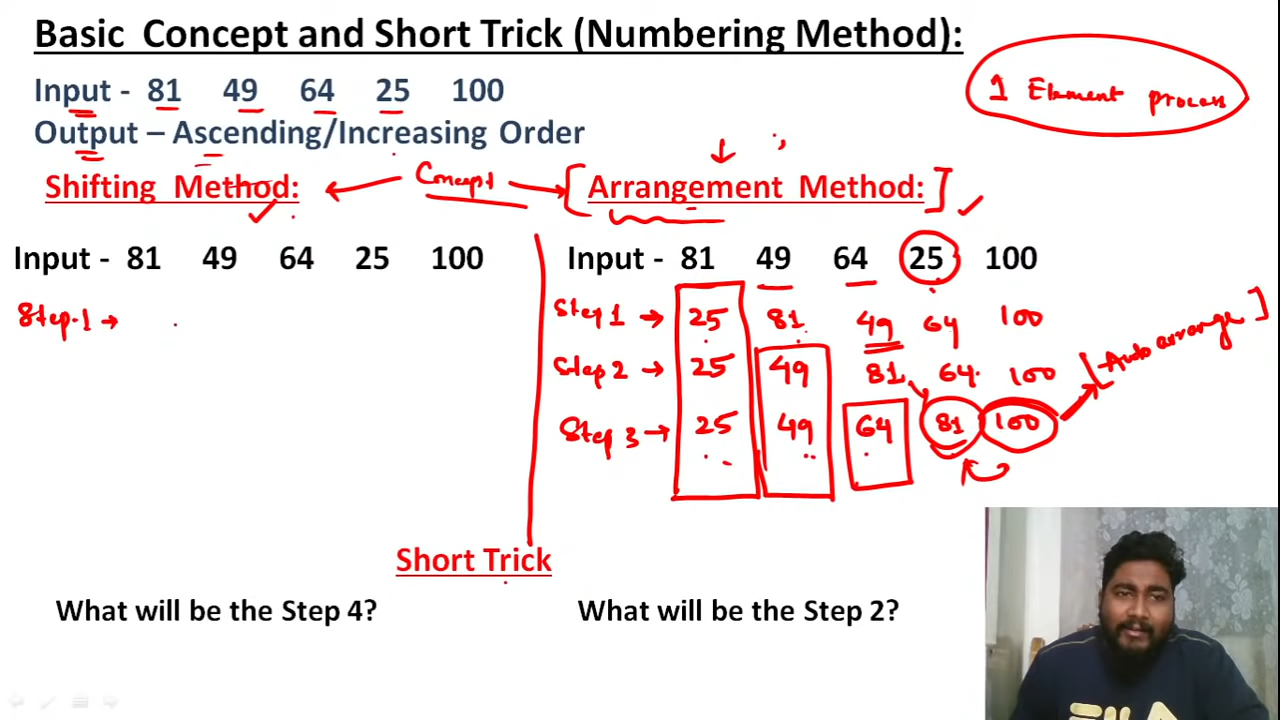 Basic Concept and Short Trick (Numbering Method):
Input - 81 49 64 25 100
1 Element process
Output – Ascending/Increasing Order
Shifting Method:
Concept
[Arrangement Method:]
Input - 81 49 64 25 100
Step-1 →
Input - 81 49 64 25 100
Step 1 → 25 81 49 64 100
Step 2 → 25 49 81 64 100
[Auto arrange]
Step 3 → 25 49 64 81 100
Short Trick
What will be the Step 4?
What will be the Step 2?
FILA